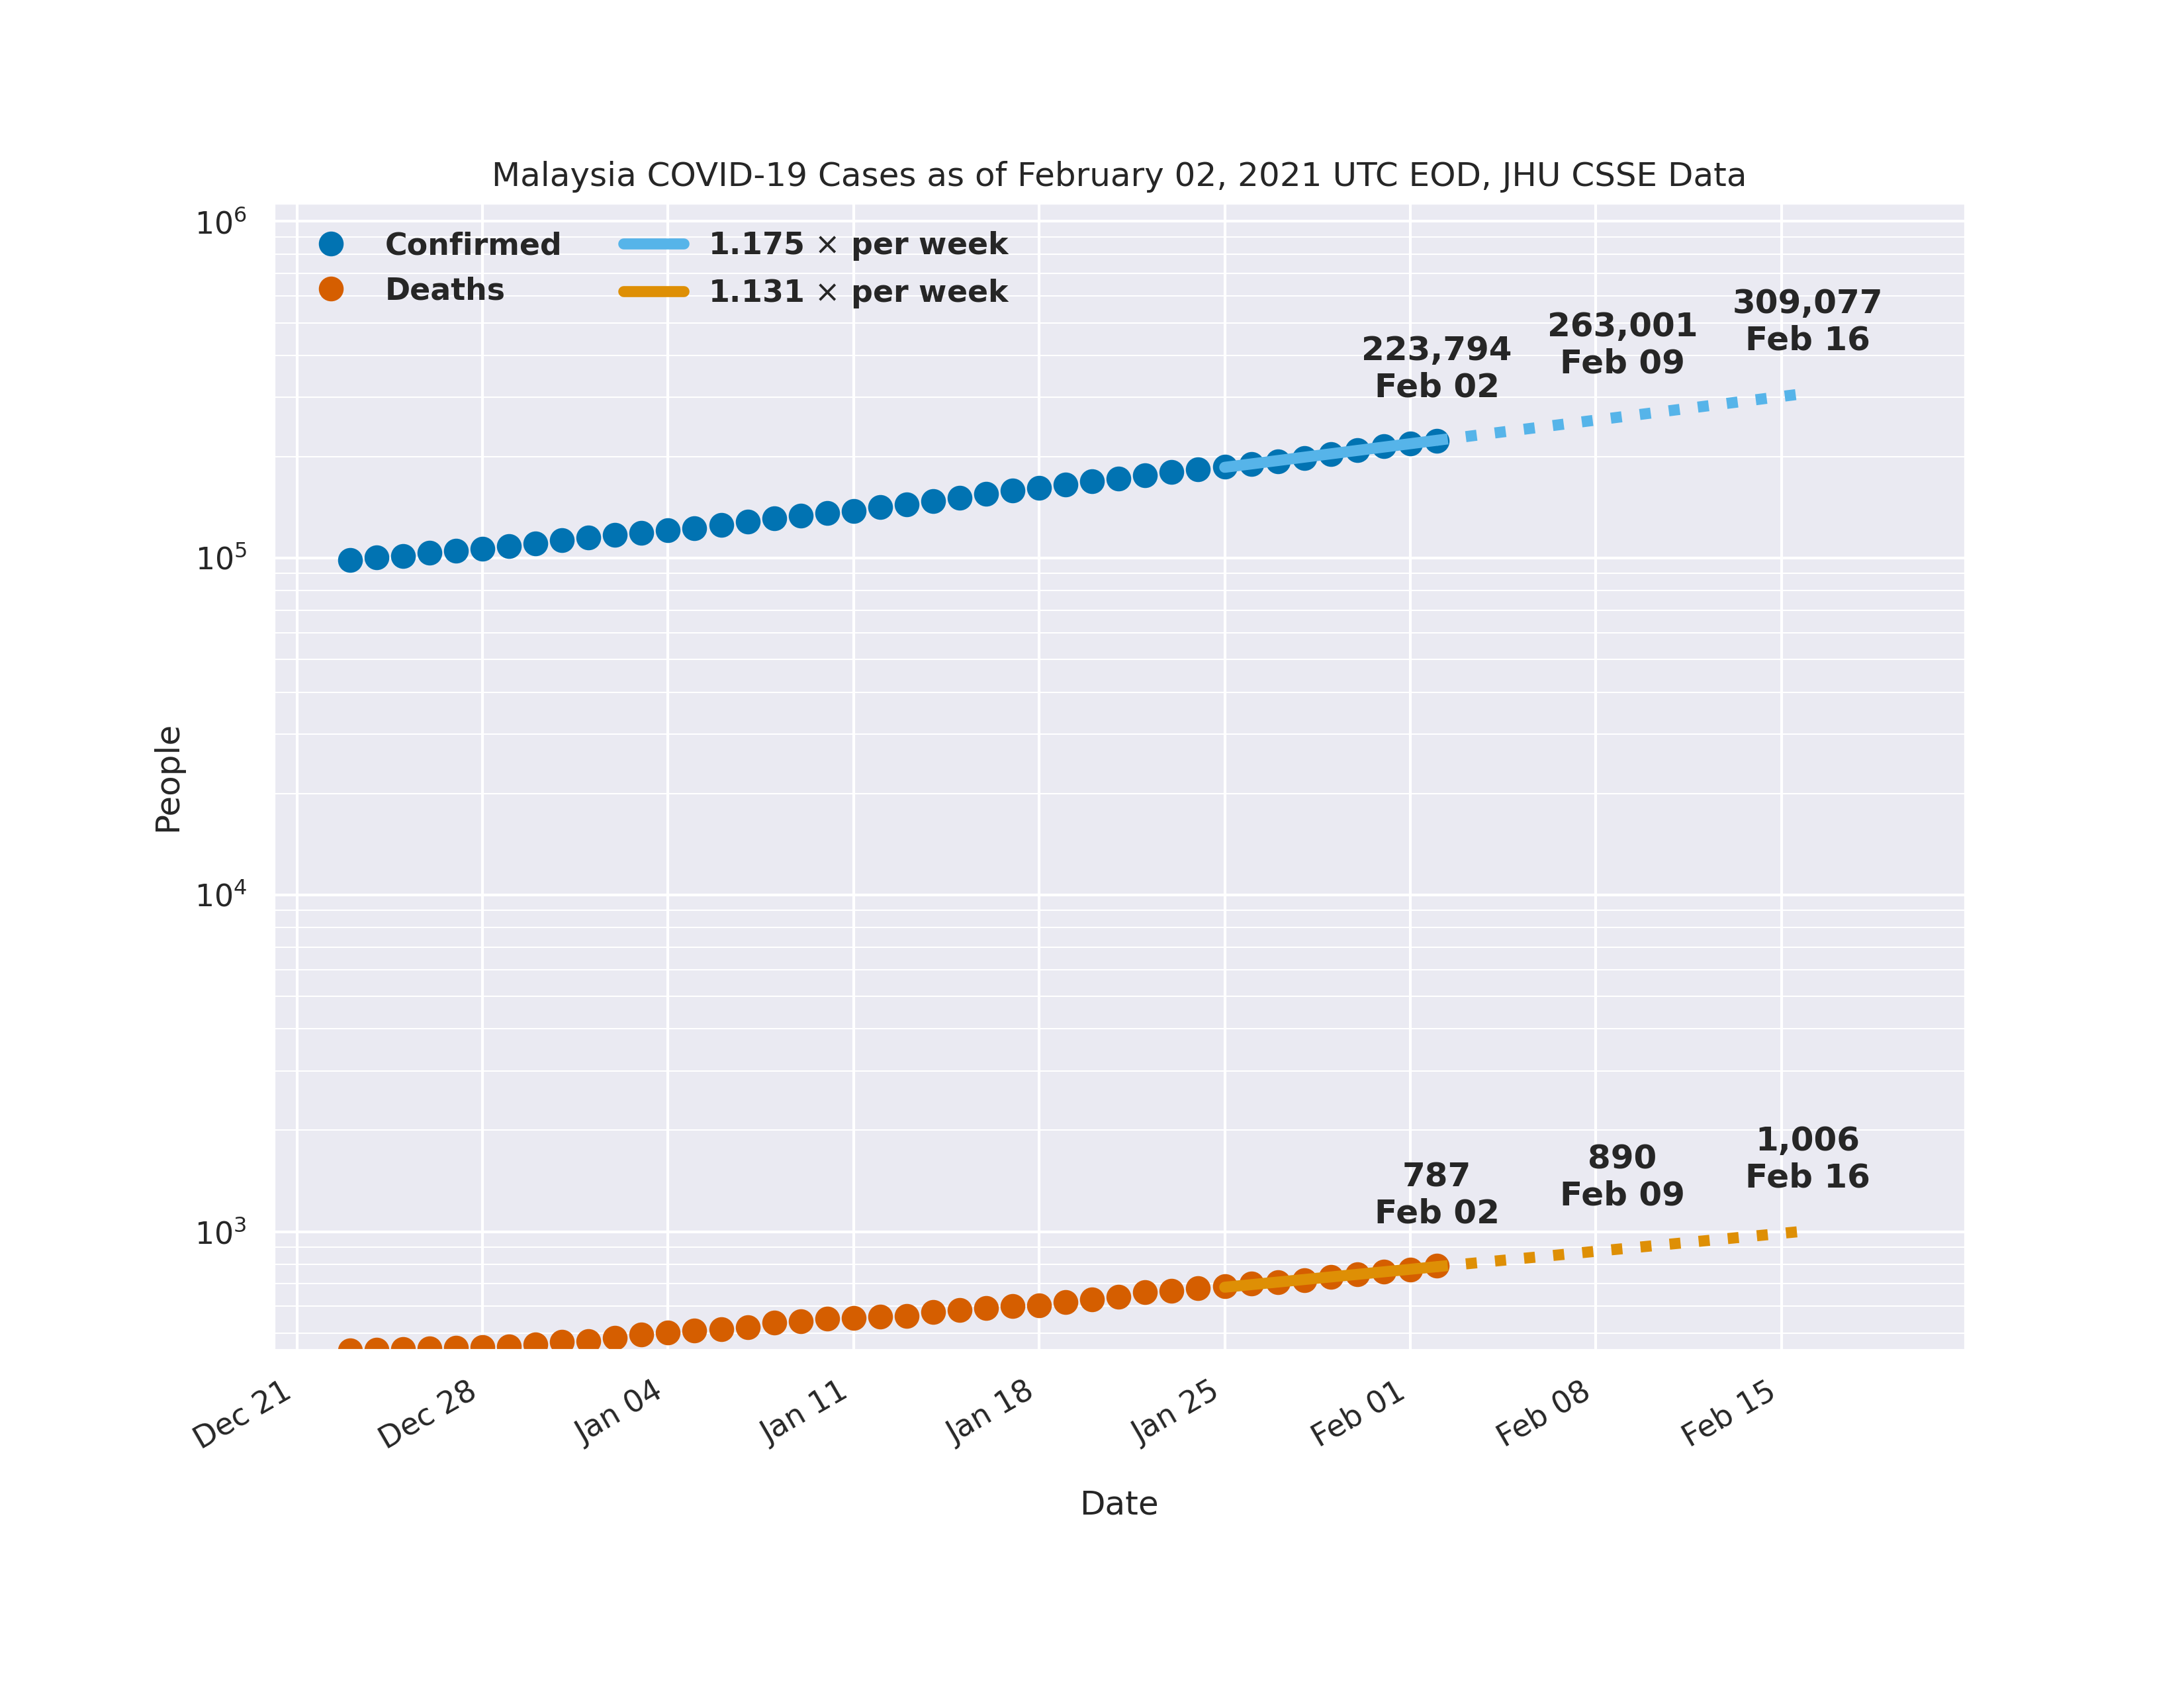 Malaysia COVID-19 Cases as of February 02, 2021 UTC EOD, JHU CSSE Data
Confirmed
Deaths
1.175 × per week
1.131 × per week
223,794
Feb 02
263,001
Feb 09
309,077
Feb 16
787
Feb 02
890
Feb 09
1,006
Feb 16
10⁶
10⁵
10⁴
10³
People
Dec 21
Dec 28
Jan 04
Jan 11
Jan 18
Jan 25
Feb 01
Feb 08
Feb 15
Date